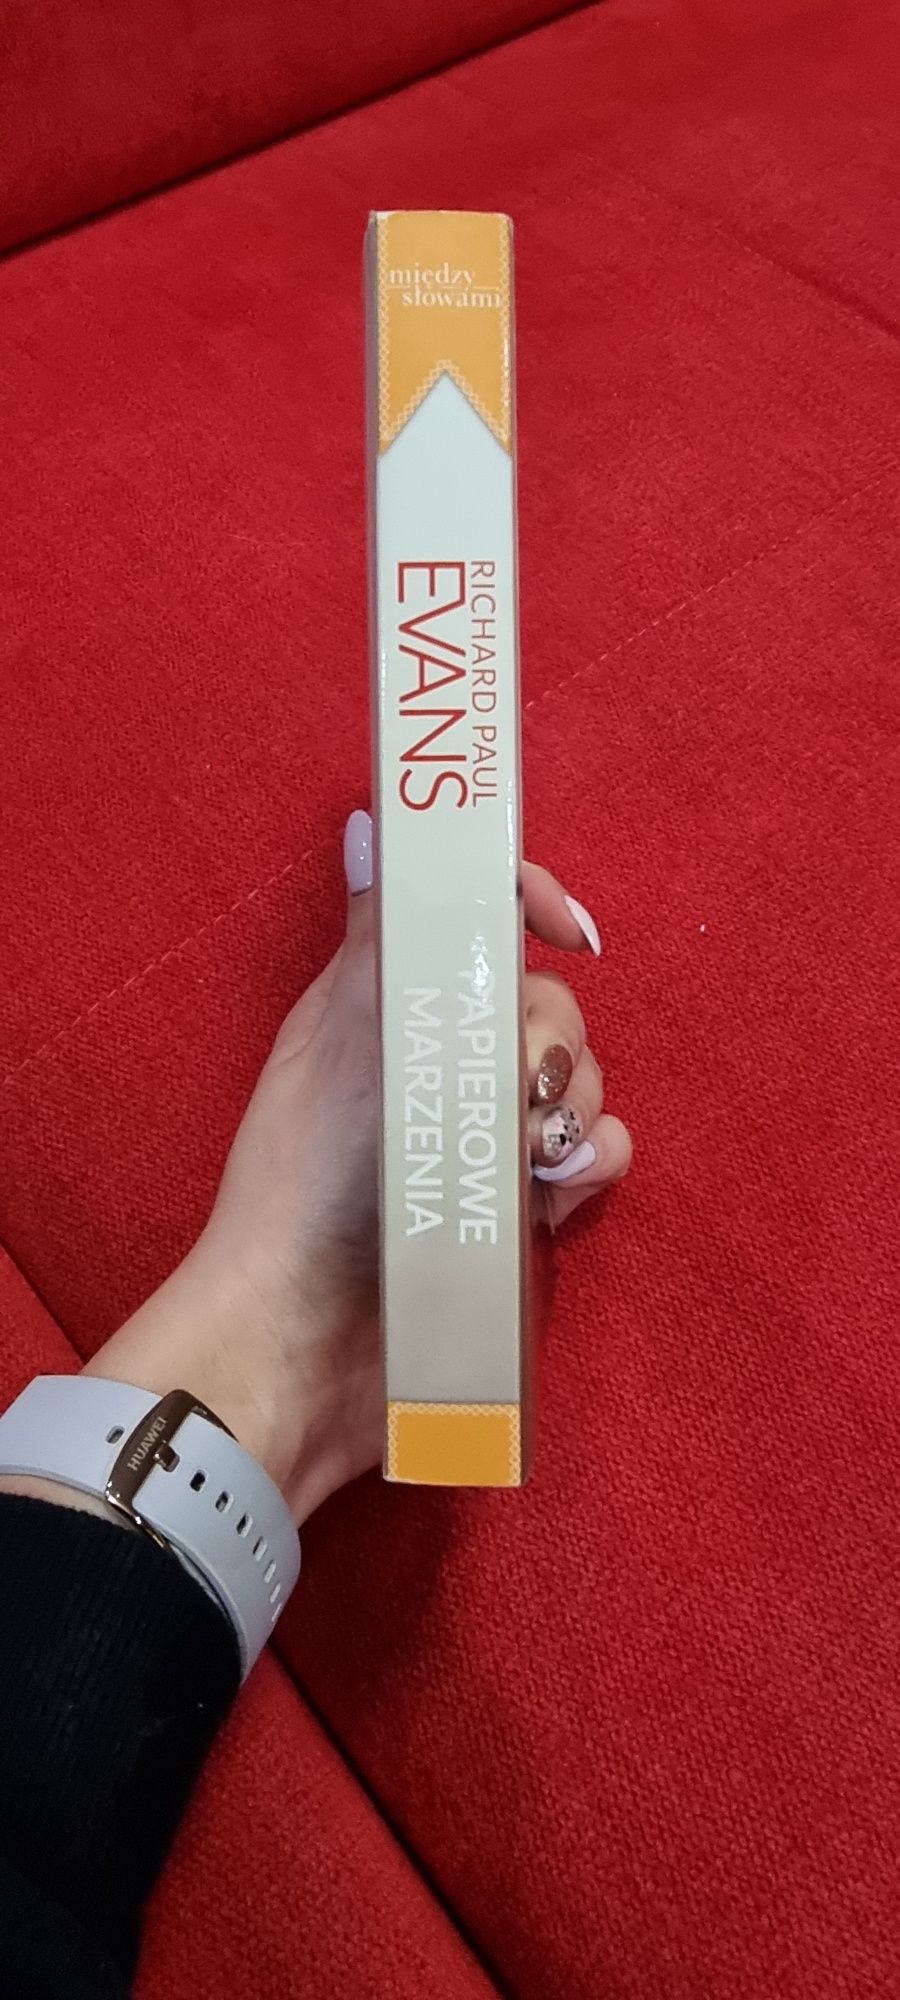 między
słowami
RICHARD PAUL
EVANS
PAPIEROWE
MARZENIA
HUAWEI